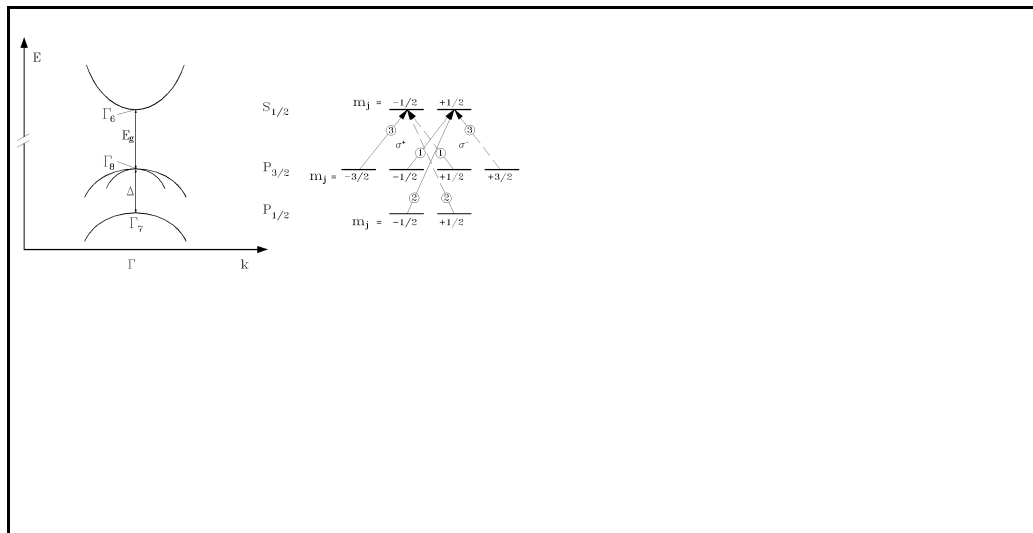 E
Γ6
Eg
Γ8
Δ
Γ7
Γ
k
S1/2
P3/2
P1/2
mj = -1/2 +1/2
3 3
σ+ σ-
1 1
mj = -3/2 -1/2 +1/2 +3/2
2 2
mj = -1/2 +1/2